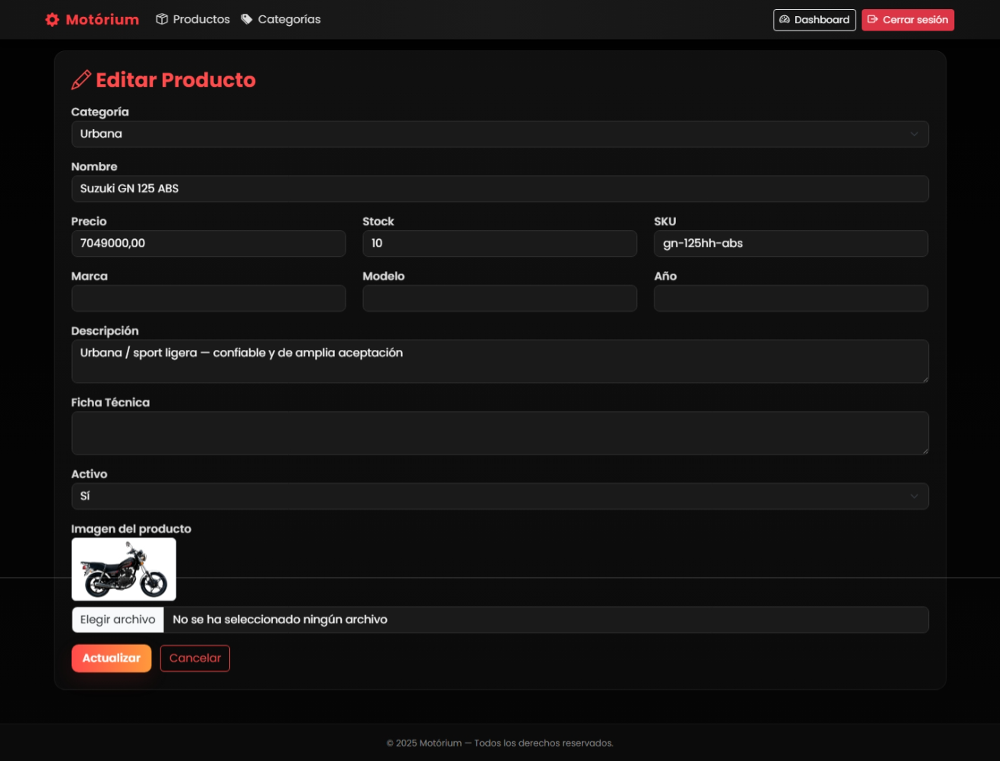 Motórium Productos Categorías Dashboard Cerrar sesión
Editar Producto
Categoría
Urbana
Nombre
Suzuki GN 125 ABS
Precio Stock SKU
7049000,00 10 gn-125hh-abs
Marca Modelo Año
Descripción
Urbana / sport ligera — confiable y de amplia aceptación
Ficha Técnica
Activo
Sí
Imagen del producto
Elegir archivo No se ha seleccionado ningún archivo
Actualizar Cancelar
© 2025 Motórium — Todos los derechos reservados.